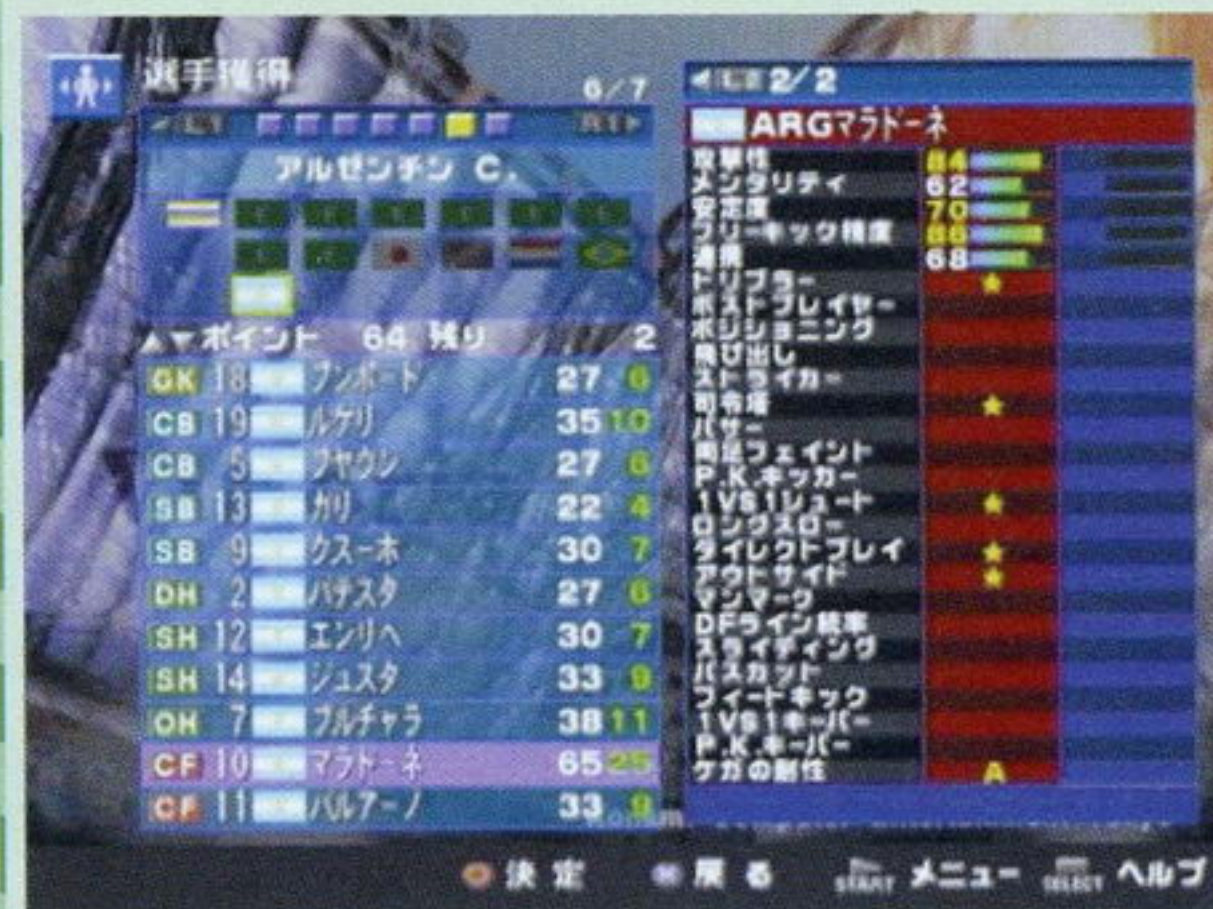 選手獲得
6/7
L1 R1
アルゼンチン C.
▲▼ポイント 64 残り 2
GK 18 プンポード 27 6
CB 19 ルゲリ 35 10
CB 5 ブヤウン 27 6
SB 13 ガリ 22 4
SB 9 クスーホ 30 7
DH 2 バテスタ 27 6
SH 12 エンリヘ 30 7
SH 14 ジュスタ 33 9
OH 7 ブルチャラ 38 11
CF 10 マラドーネ 65 25
CF 11 バルアーノ 33 9
2/2
ARGマラドーネ
攻撃性 84
メンタリティ 62
安定度 70
フリーキック精度 86
連携 68
ドリブラー ★
ポストプレイヤー
ポジショニング
飛び出し
ストライカー
司令塔 ★
パサー
両足フェイント
P.K.キッカー
1VS1シュート ★
ロングスロー
ダイレクトプレイ ★
アウトサイド ★
マンマーク
DFライン統率
スライディング
パスカット
フィードキック
1VS1キーパー
P.K.キーパー
ケガの耐性 A
決定 戻る START メニュー SELECT ヘルプ